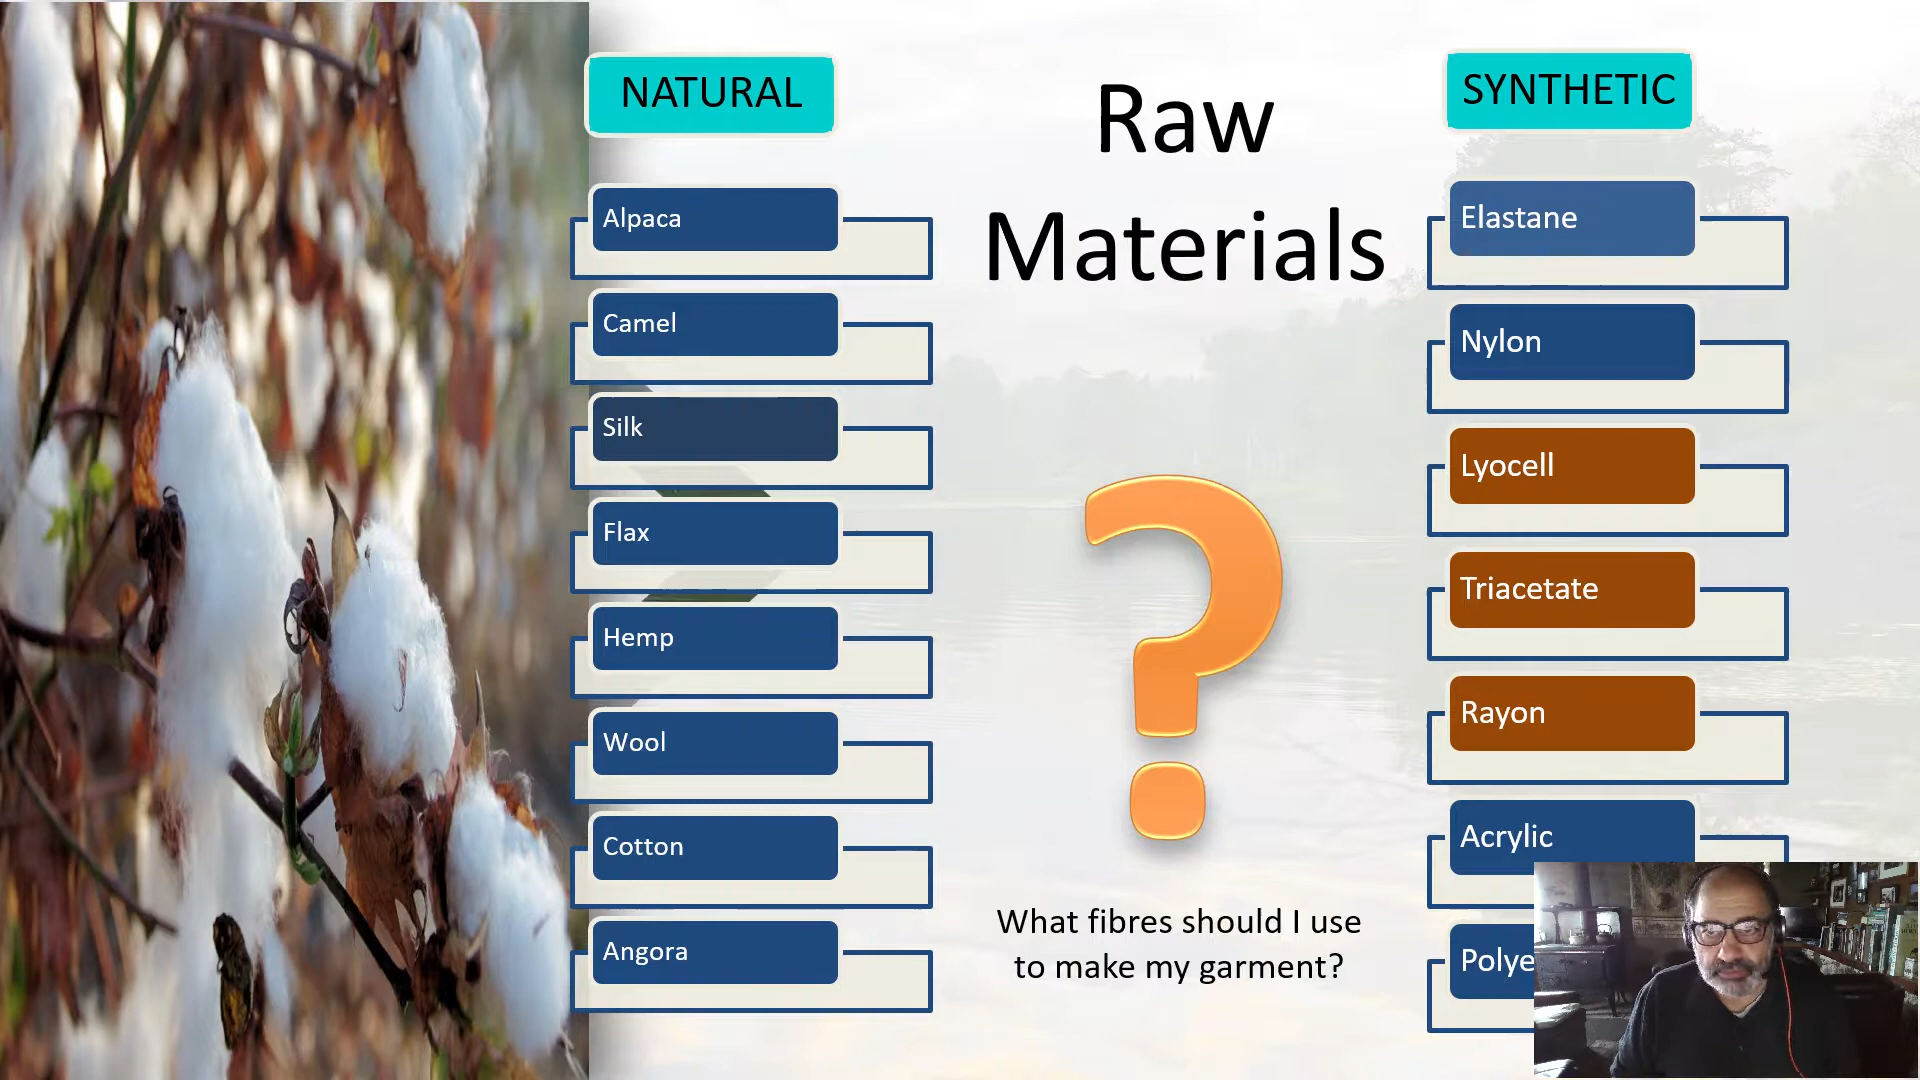 NATURAL
Alpaca
Camel
Silk
Flax
Hemp
Wool
Cotton
Angora
Raw
Materials
?
What fibres should I use
to make my garment?
SYNTHETIC
Elastane
Nylon
Lyocell
Triacetate
Rayon
Acrylic